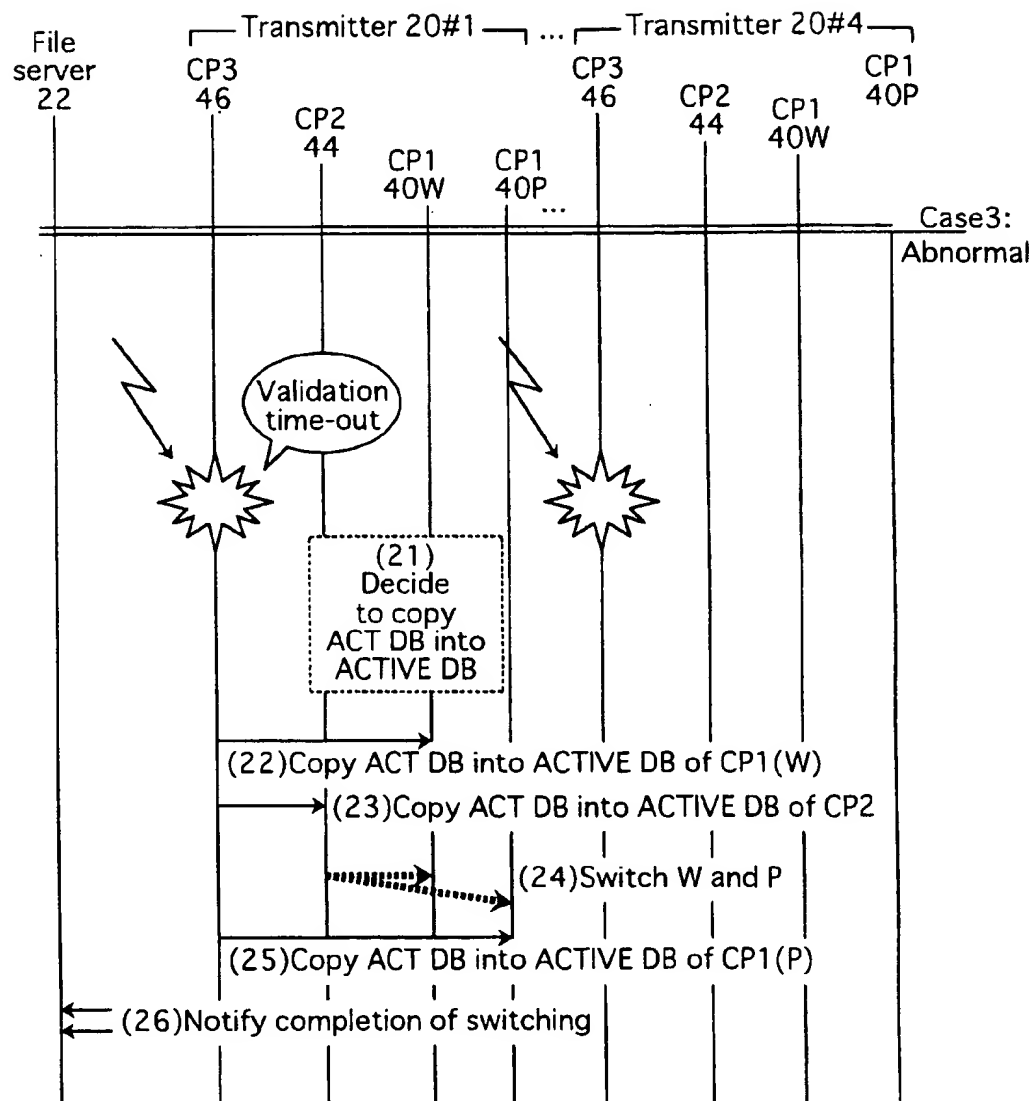 Transmitter 20#1
...
Transmitter 20#4
File
server
22
CP3
46
CP2
44
CP1
40W
CP1
40P
...
CP3
46
CP2
44
CP1
40W
CP1
40P
Case3:
Abnormal
Validation
time-out
(21)
Decide
to copy
ACT DB into
ACTIVE DB
(22)Copy ACT DB into ACTIVE DB of CP1(W)
(23)Copy ACT DB into ACTIVE DB of CP2
(24)Switch W and P
(25)Copy ACT DB into ACTIVE DB of CP1(P)
(26)Notify completion of switching